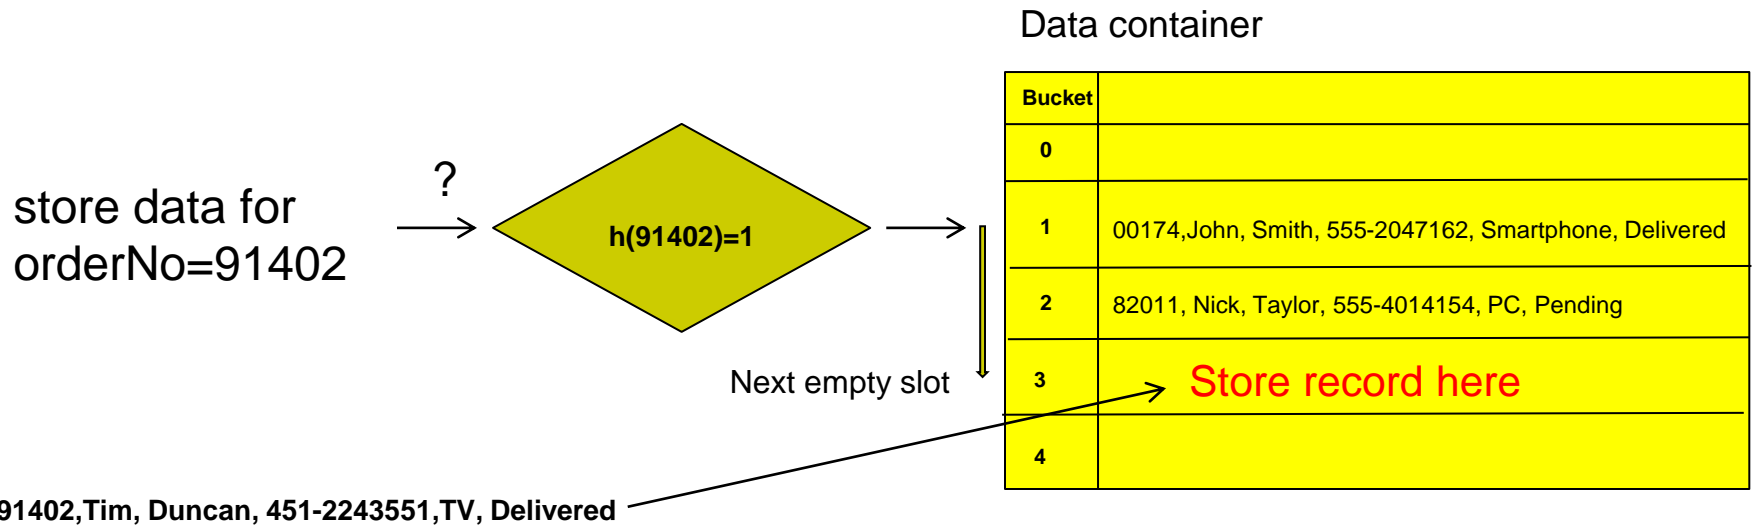 Data container
store data for
orderNo=91402
?
h(91402)=1
Bucket
0
1 00174,John, Smith, 555-2047162, Smartphone, Delivered
2 82011, Nick, Taylor, 555-4014154, PC, Pending
Next empty slot
3 Store record here
4
91402,Tim, Duncan, 451-2243551,TV, Delivered